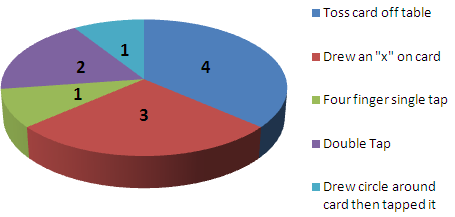 4
3
1
2
1
Toss card off table
Drew an "x" on card
Four finger single tap
Double Tap
Drew circle around
card then tapped it